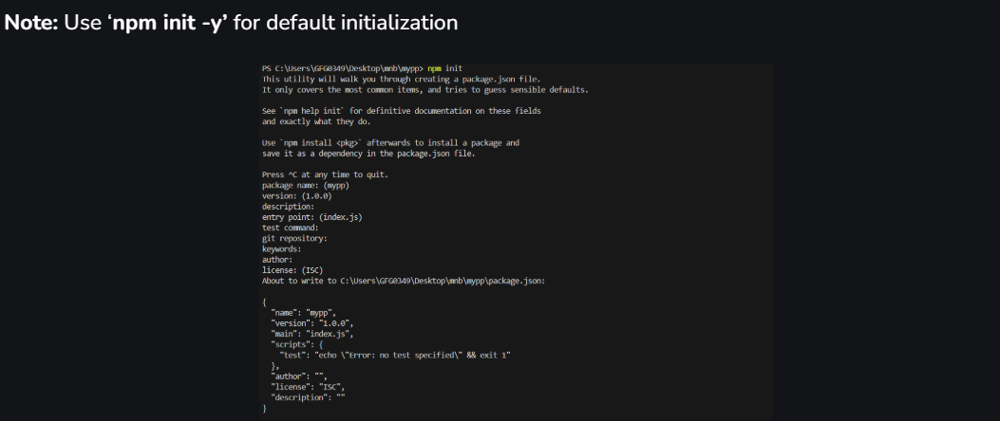 Note: Use ‘npm init -y’ for default initialization
PS C:\Users\GFG0349\Desktop\mnb\mypp> npm init
This utility will walk you through creating a package.json file.
It only covers the most common items, and tries to guess sensible defaults.
See `npm help init` for definitive documentation on these fields
and exactly what they do.
Use `npm install <pkg>` afterwards to install a package and
save it as a dependency in the package.json file.
Press ^C at any time to quit.
package name: (mypp)
version: (1.0.0)
description:
entry point: (index.js)
test command:
git repository:
keywords:
author:
license: (ISC)
About to write to C:\Users\GFG0349\Desktop\mnb\mypp\package.json:
{
  "name": "mypp",
  "version": "1.0.0",
  "main": "index.js",
  "scripts": {
    "test": "echo \"Error: no test specified\" && exit 1"
  },
  "author": "",
  "license": "ISC",
  "description": ""
}